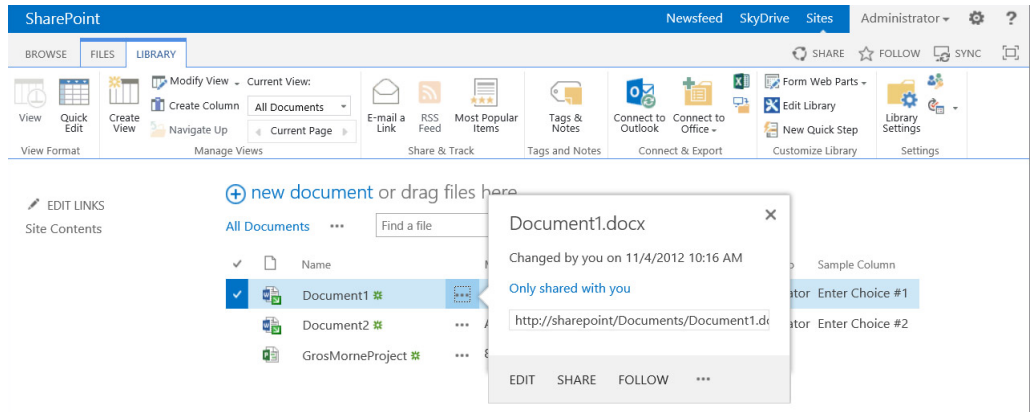 SharePoint Newsfeed SkyDrive Sites Administrator ?
BROWSE FILES LIBRARY SHARE FOLLOW SYNC
View Quick Edit Create View Modify View Current View:
Create Column All Documents
Navigate Up Current Page
E-mail a Link RSS Feed Most Popular Items Tags & Notes Connect to Outlook Connect to Office
Form Web Parts
Edit Library
New Quick Step
Library Settings
View Format Manage Views Share & Track Tags and Notes Connect & Export Customize Library Settings
EDIT LINKS
Site Contents
new document or drag files here
All Documents ••• Find a file
Name Sample Column
Document1 ••• Enter Choice #1
Document2 ••• Enter Choice #2
GrosMorneProject •••
Document1.docx
Changed by you on 11/4/2012 10:16 AM
Only shared with you
http://sharepoint/Documents/Document1.do
EDIT SHARE FOLLOW •••